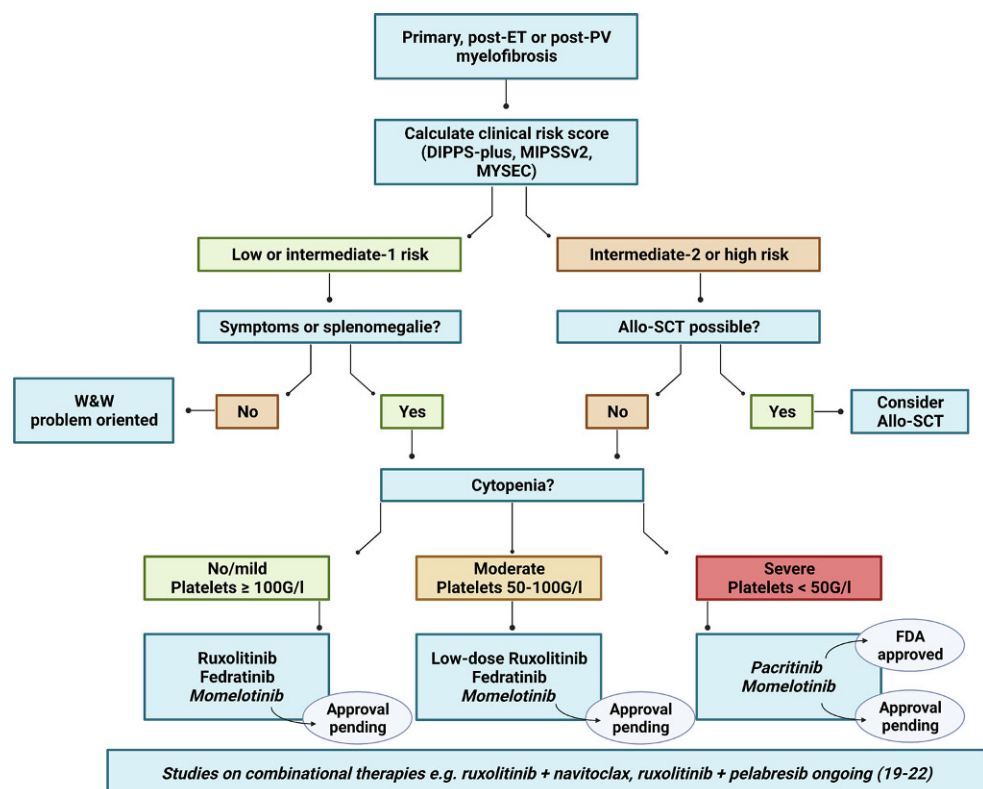 Primary, post-ET or post-PV
myelofibrosis
Calculate clinical risk score
(DIPPS-plus, MIPSSv2,
MYSEC)
Low or intermediate-1 risk
Intermediate-2 or high risk
Symptoms or splenomegalie?
Allo-SCT possible?
W&W
problem oriented
No
Yes
No
Yes
Consider
Allo-SCT
Cytopenia?
No/mild
Platelets ≥ 100G/l
Moderate
Platelets 50-100G/l
Severe
Platelets < 50G/l
Ruxolitinib
Fedratinib
Momelotinib
Approval
pending
Low-dose Ruxolitinib
Fedratinib
Momelotinib
Approval
pending
Pacritinib
Momelotinib
FDA
approved
Approval
pending
Studies on combinational therapies e.g. ruxolitinib + navitoclax, ruxolitinib + pelabresib ongoing (19-22)